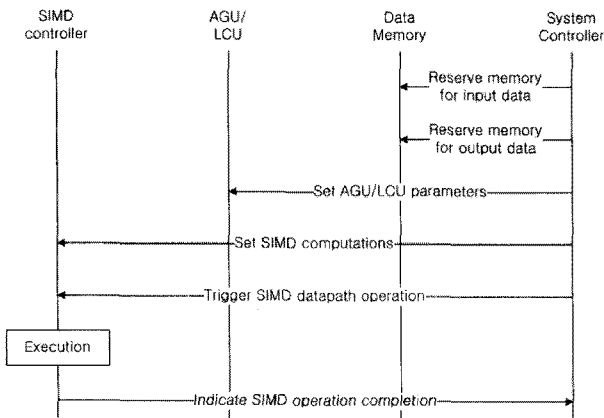 SIMD
controller
AGU/
LCU
Data
Memory
System
Controller
Reserve memory
for input data
Reserve memory
for output data
Set AGU/LCU parameters
Set SIMD computations
Trigger SIMD datapath operation
Execution
Indicate SIMD operation completion